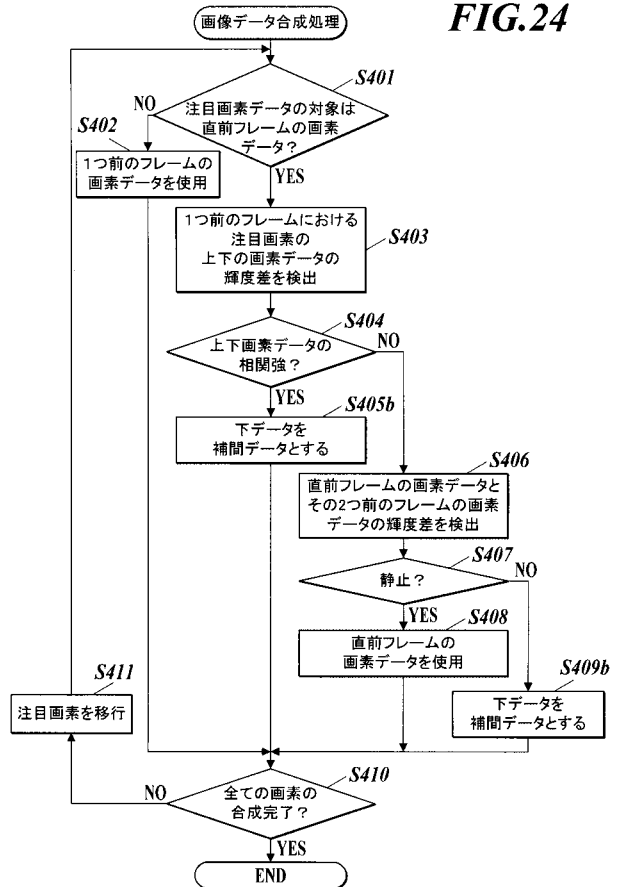 FIG.24
画像データ合成処理
S401
注目画素データの対象は
直前フレームの画素
データ？
NO
YES
S402
1つ前のフレームの
画素データを使用
S403
1つ前のフレームにおける
注目画素の
上下の画素データの
輝度差を検出
S404
上下画素データの
相関強？
NO
YES
S405b
下データを
補間データとする
S406
直前フレームの画素データと
その2つ前のフレームの画素
データの輝度差を検出
S407
静止？
NO
YES
S408
直前フレームの
画素データを使用
S409b
下データを
補間データとする
S411
注目画素を移行
S410
全ての画素の
合成完了？
NO
YES
END